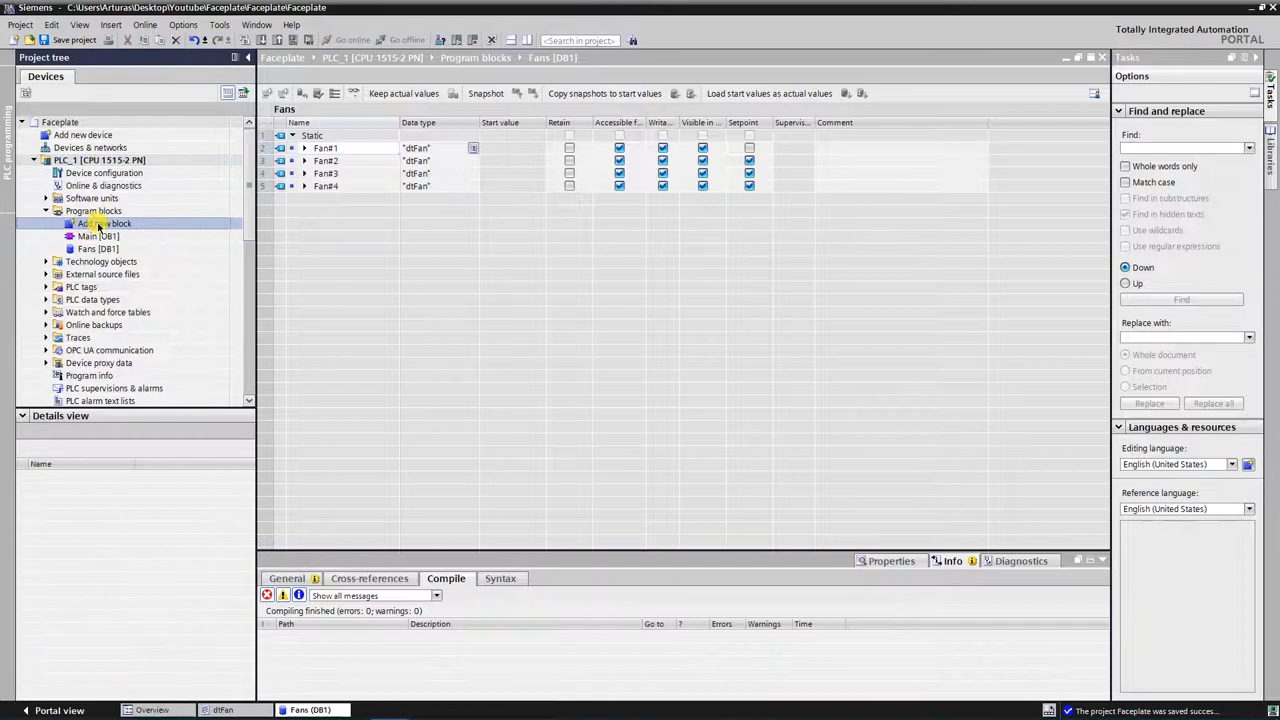 Siemens - C:\Users\Arturas\Desktop\Youtube\Faceplate\Faceplate\Faceplate
Project Edit View Insert Online Options Tools Window Help
Save project Go online Go offline <Search in project>
Totally Integrated Automation
PORTAL
Project tree
Devices
Faceplate
Add new device
Devices & networks
PLC_1 [CPU 1515-2 PN]
Device configuration
Online & diagnostics
Software units
Program blocks
Add new block
Main [OB1]
Fans [DB1]
Technology objects
External source files
PLC tags
PLC data types
Watch and force tables
Online backups
Traces
OPC UA communication
Device proxy data
Program info
PLC supervisions & alarms
PLC alarm text lists
Details view
Name
PLC programming
Faceplate PLC_1 [CPU 1515-2 PN] Program blocks Fans [DB1]
Keep actual values Snapshot Copy snapshots to start values Load start values as actual values
Fans
Name Data type Start value Retain Accessible f... Writa... Visible in ... Setpoint Supervis... Comment
1 Static
2 Fan#1 "dtFan"
3 Fan#2 "dtFan"
4 Fan#3 "dtFan"
5 Fan#4 "dtFan"
Properties Info Diagnostics
General Cross-references Compile Syntax
Show all messages
Compiling finished (errors: 0; warnings: 0)
! Path Description Go to ? Errors Warnings Time
Tasks
Options
Find and replace
Find:
Whole words only
Match case
Find in substructures
Find in hidden texts
Use wildcards
Use regular expressions
Down
Up
Find
Replace with:
Whole document
From current position
Selection
Replace Replace all
Languages & resources
Editing language:
English (United States)
Reference language:
English (United States)
Tasks
Libraries
Portal view Overview dtFan Fans (DB1) The project Faceplate was saved succes...